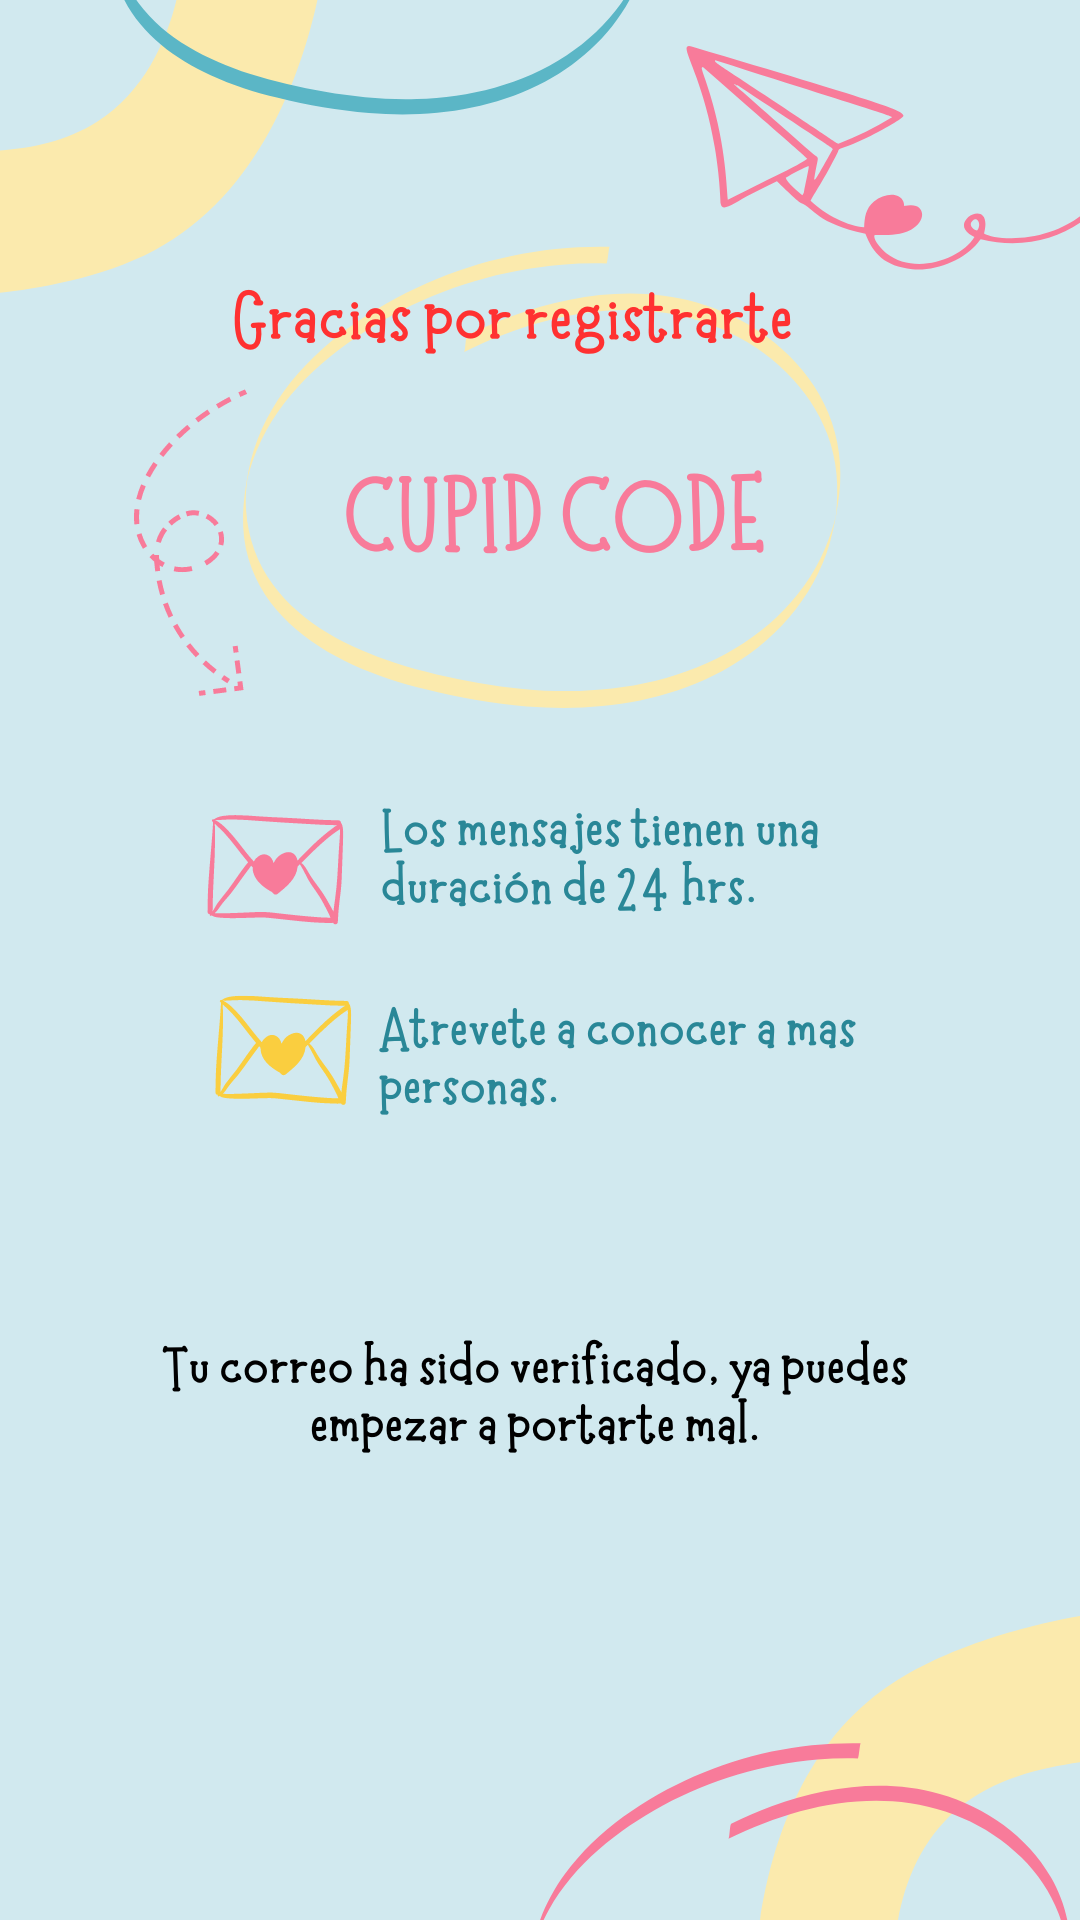 Gracias por registrarte
CUPID CODE
Los mensajes tienen una
duración de 24 hrs.
Atrevete a conocer a mas
personas.
Tu correo ha sido verificado, ya puedes
empezar a portarte mal.